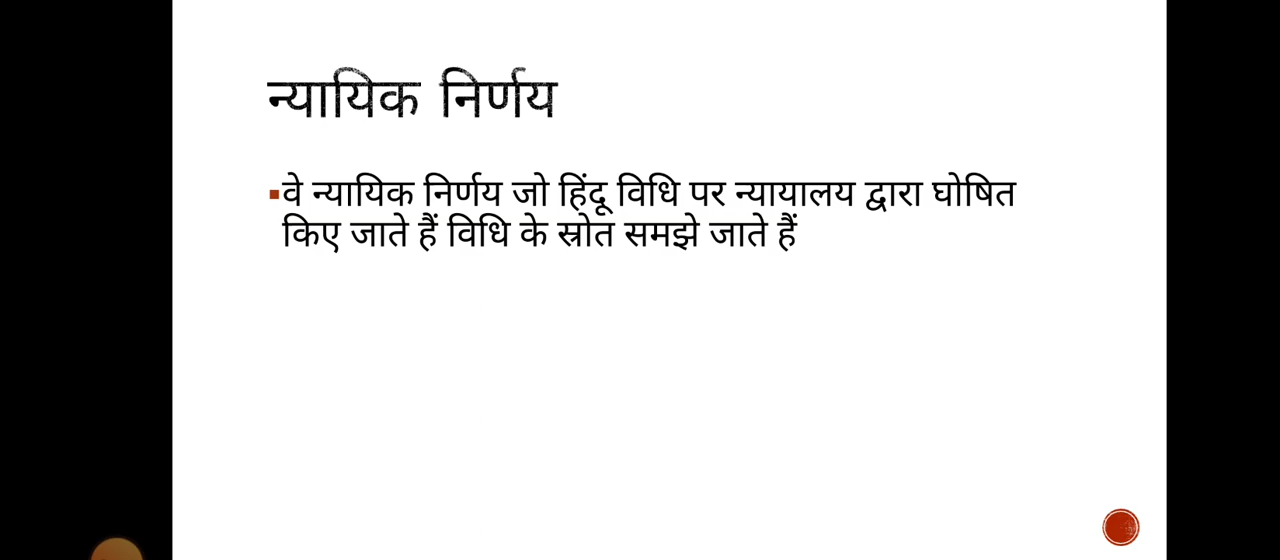 न्यायिक निर्णय
▪वे न्यायिक निर्णय जो हिंदू विधि पर न्यायालय द्वारा घोषित
किए जाते हैं विधि के स्रोत समझे जाते हैं